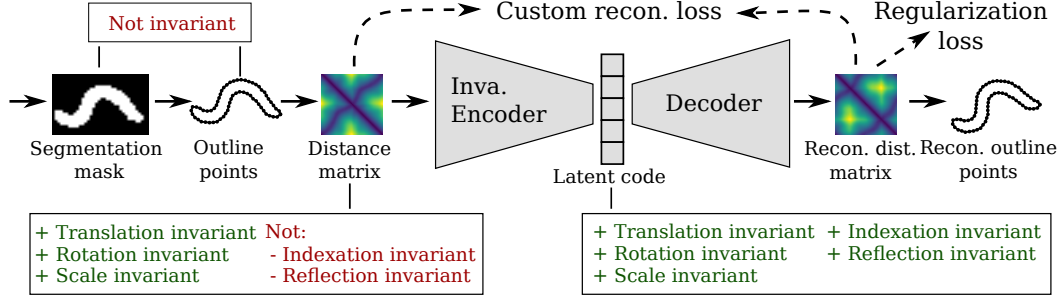 Not invariant
Custom recon. loss
Regularization
loss
Inva.
Encoder
Decoder
Segmentation
mask
Outline
points
Distance
matrix
Latent code
Recon. dist.
matrix
Recon. outline
points
+ Translation invariant
+ Rotation invariant
+ Scale invariant
Not:
- Indexation invariant
- Reflection invariant
+ Translation invariant
+ Rotation invariant
+ Scale invariant
+ Indexation invariant
+ Reflection invariant